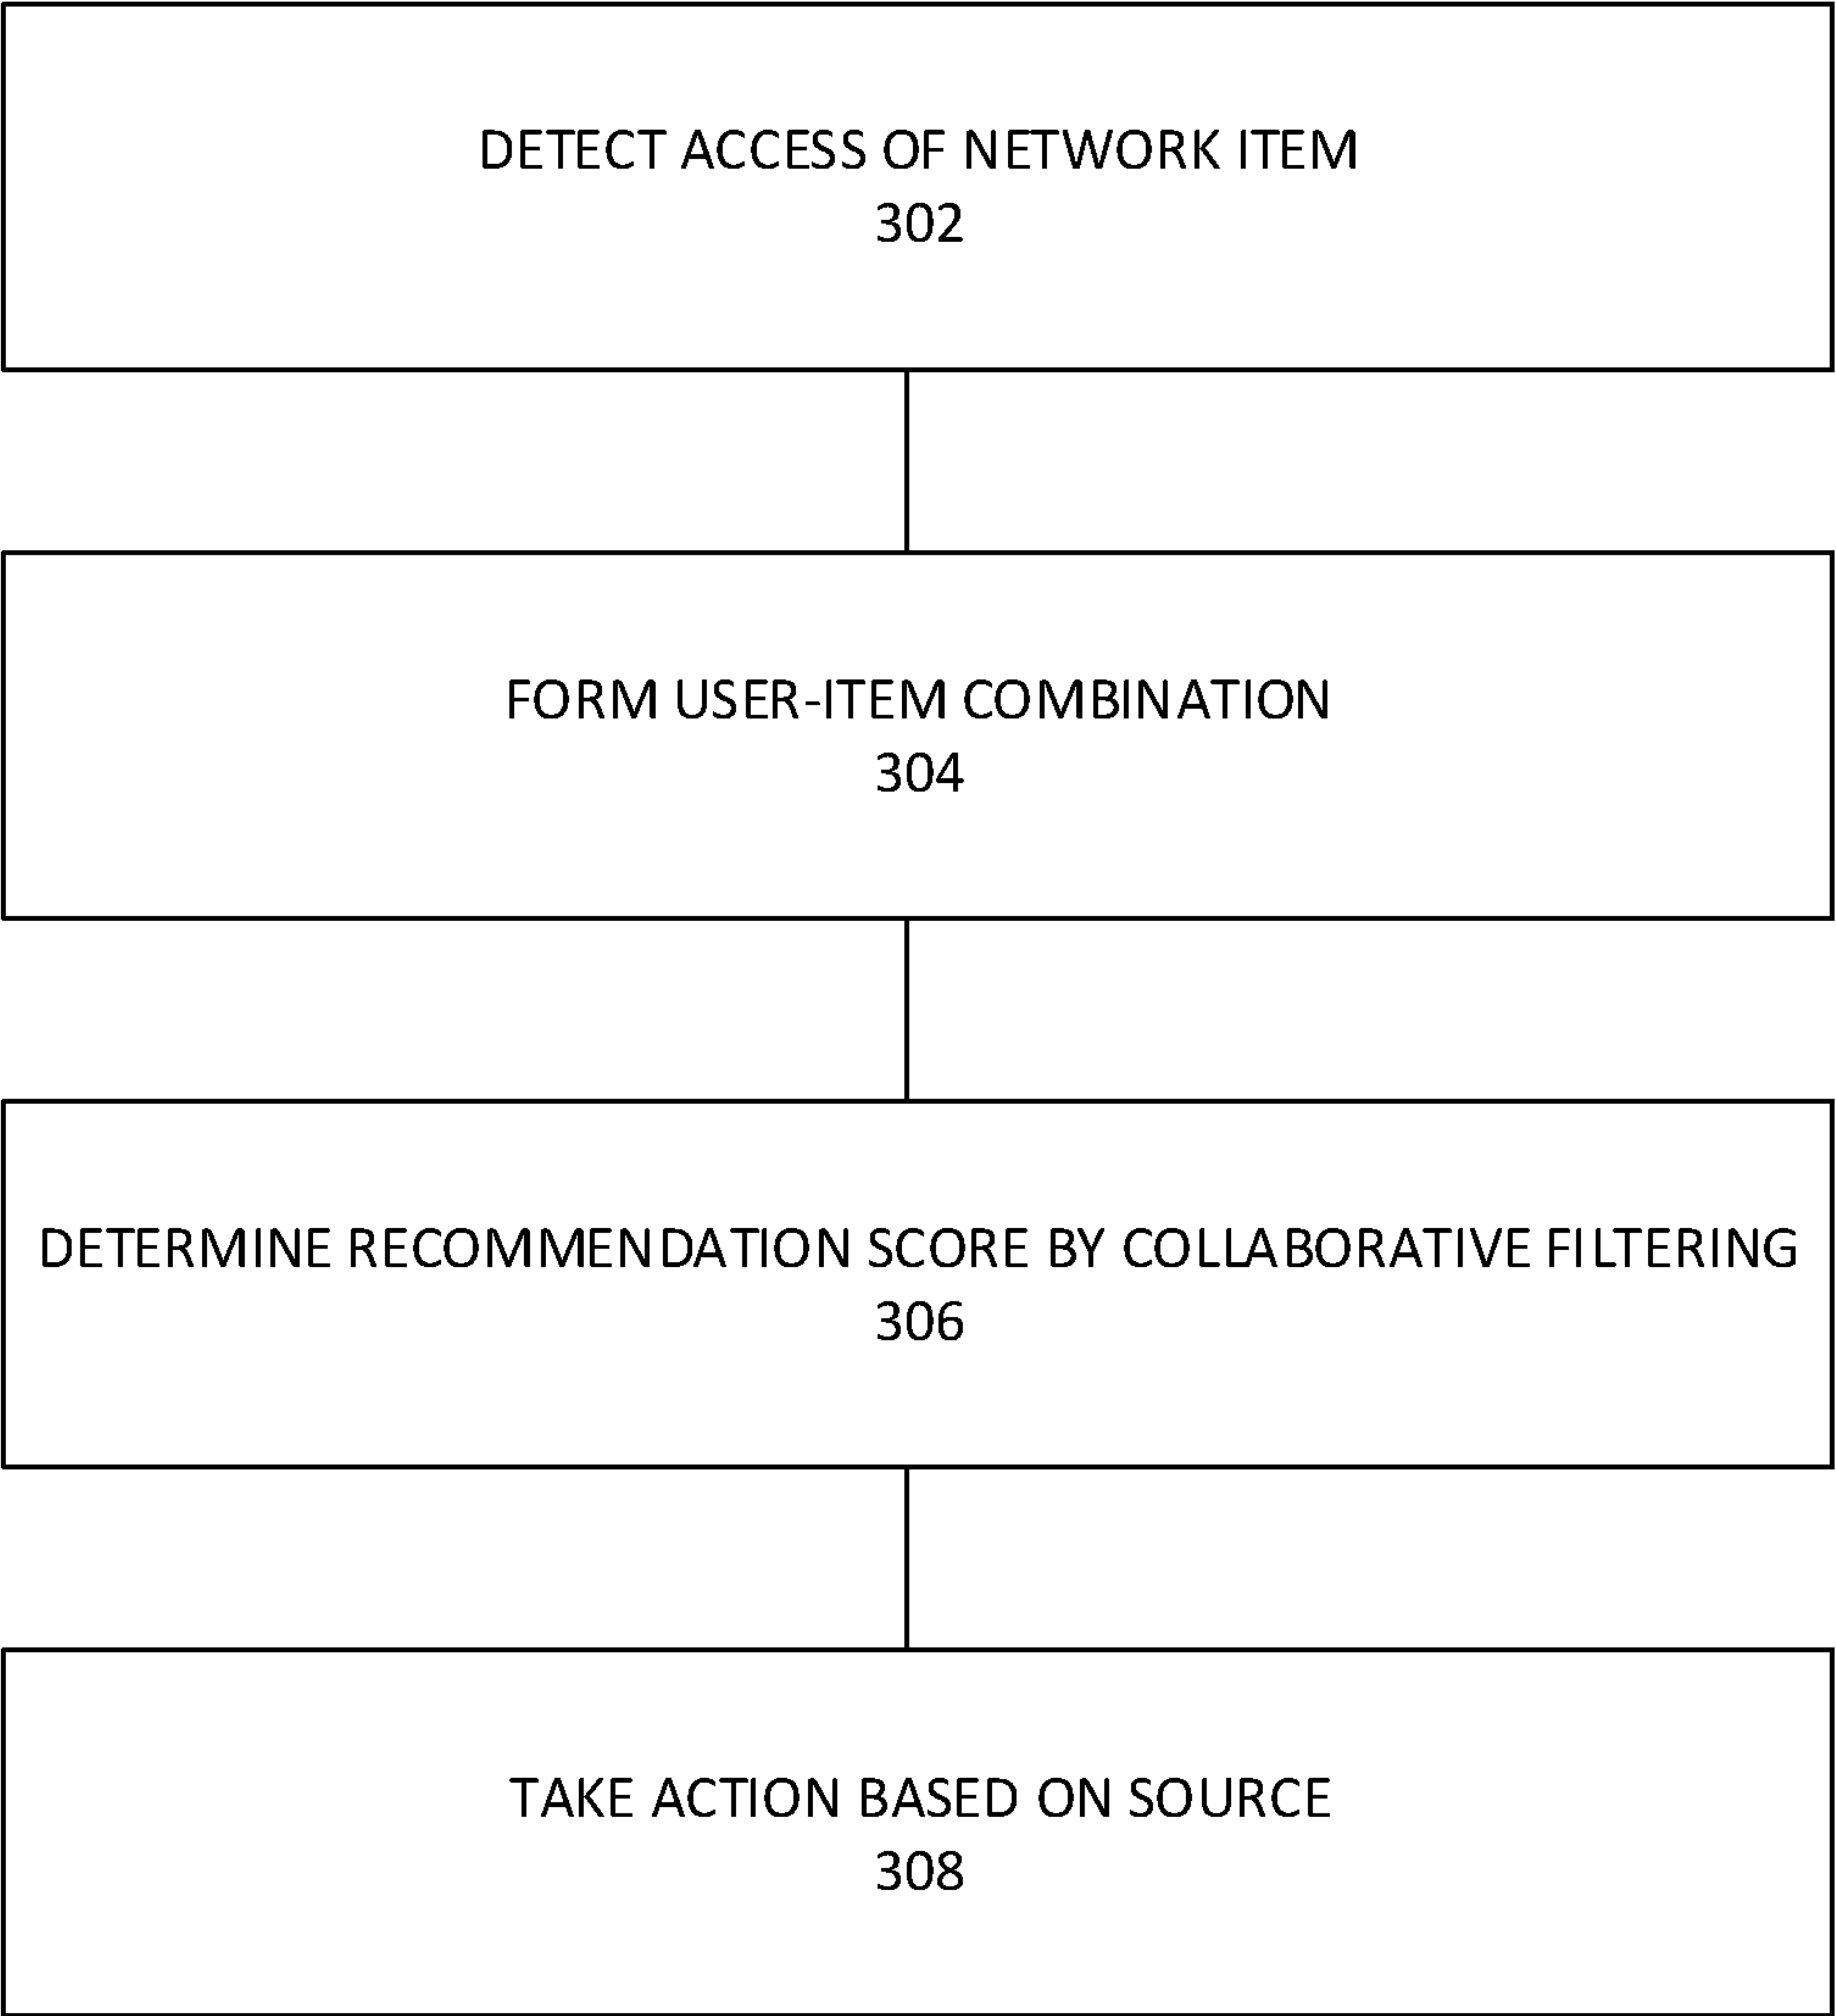 DETECT ACCESS OF NETWORK ITEM
302
FORM USER-ITEM COMBINATION
304
DETERMINE RECOMMENDATION SCORE BY COLLABORATIVE FILTERING
306
TAKE ACTION BASED ON SOURCE
308